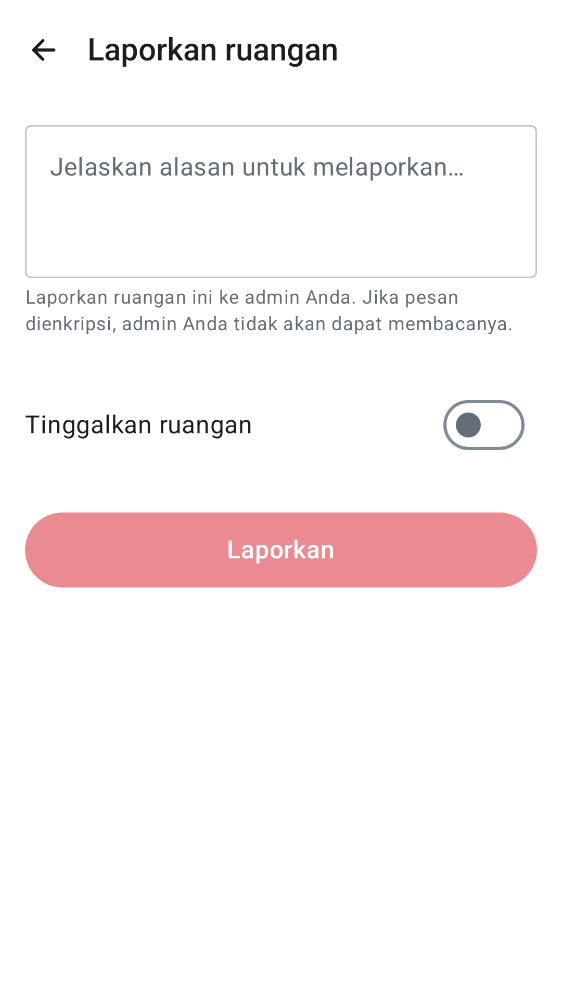 Laporkan ruangan
Jelaskan alasan untuk melaporkan…
Laporkan ruangan ini ke admin Anda. Jika pesan
dienkripsi, admin Anda tidak akan dapat membacanya.
Tinggalkan ruangan
Laporkan